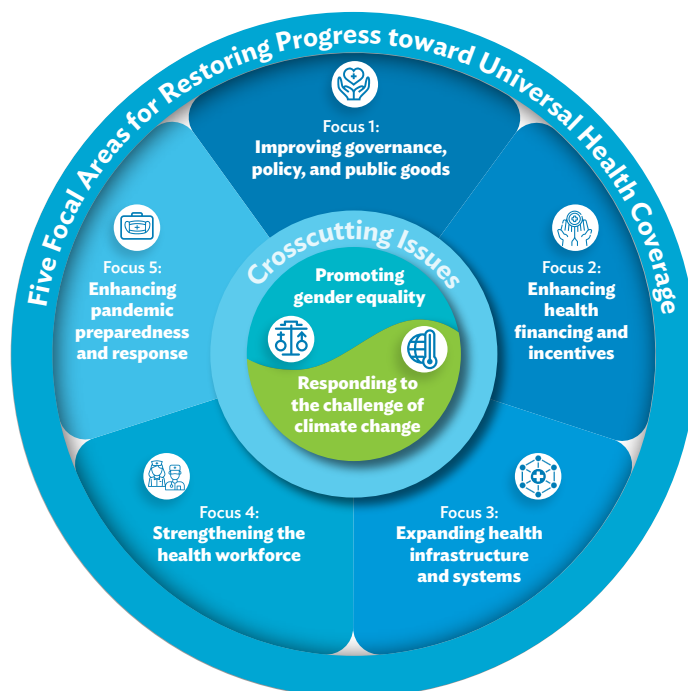 Five Focal Areas for Restoring Progress toward Universal Health Coverage
Focus 1:
Improving governance,
policy, and public goods
Focus 2:
Enhancing
health
financing and
incentives
Focus 3:
Expanding health
infrastructure
and systems
Focus 4:
Strengthening the
health workforce
Focus 5:
Enhancing
pandemic
preparedness
and response
Crosscutting Issues
Promoting
gender equality
Responding to
the challenge of
climate change